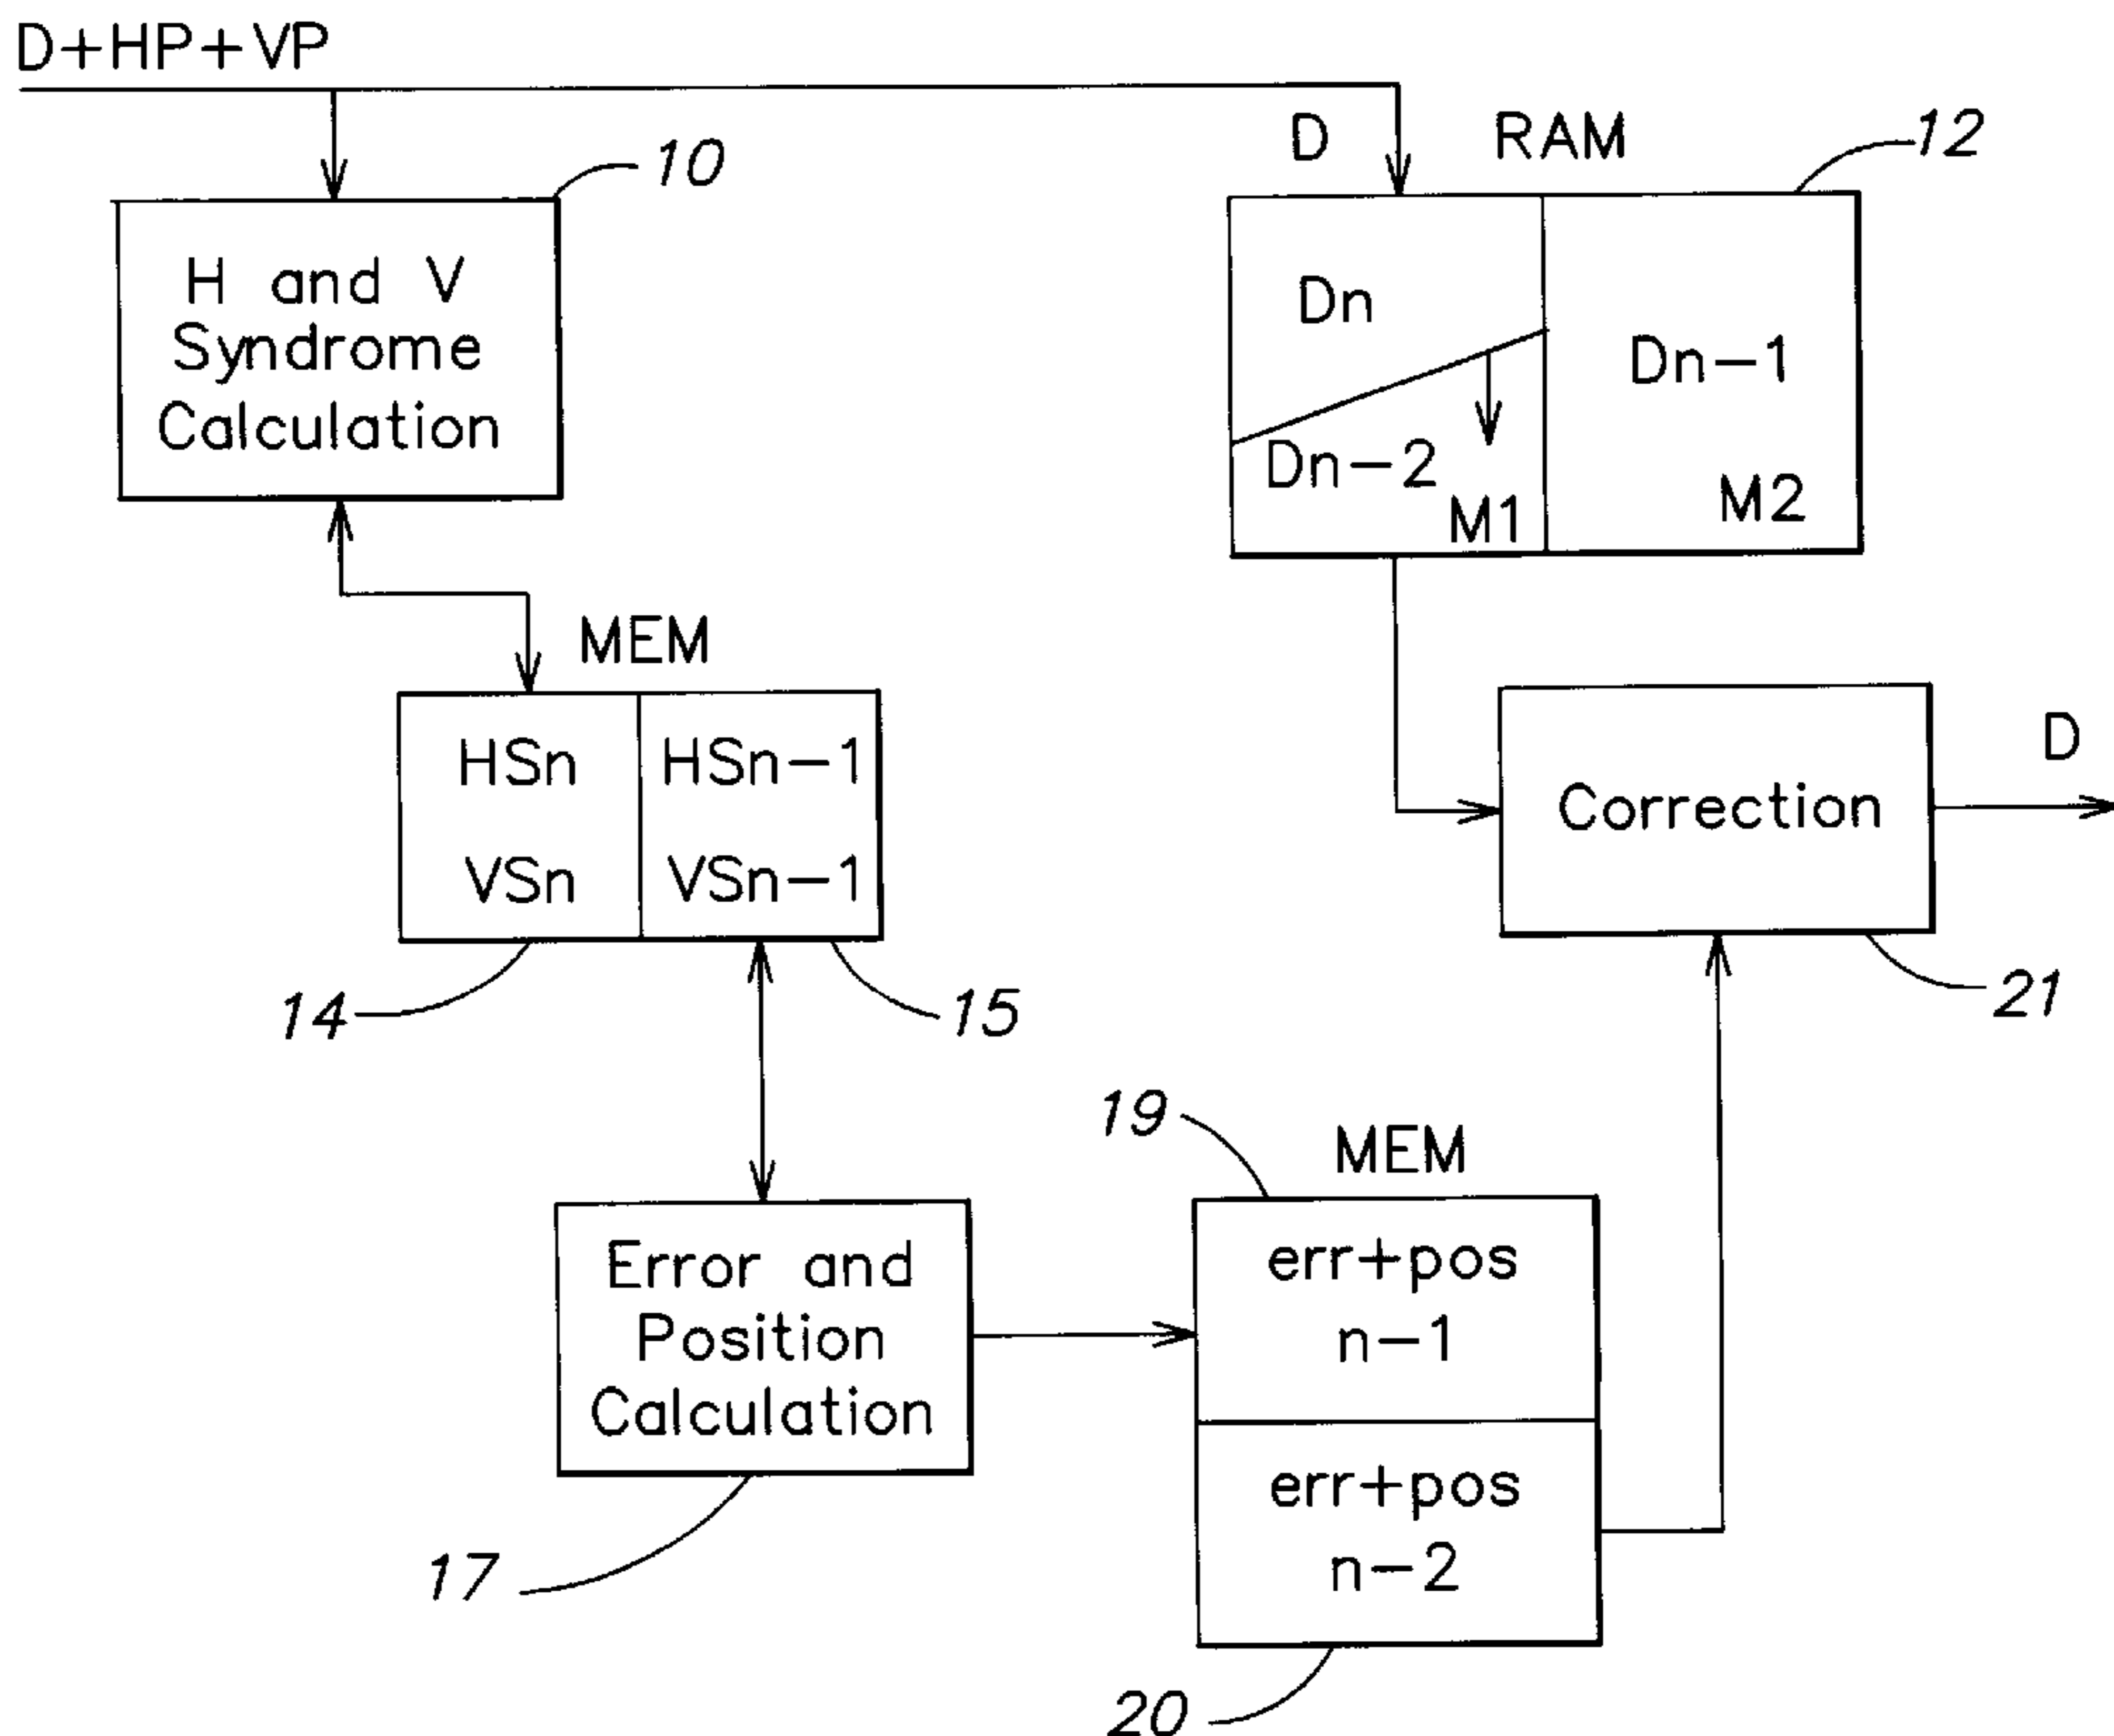 D+HP+VP
10
H and V
Syndrome
Calculation
D
RAM
12
Dn
Dn-1
Dn-2
M1
M2
MEM
HSn
HSn-1
VSn
VSn-1
14
15
Correction
D
21
Error and
Position
Calculation
17
19
MEM
err+pos
n-1
err+pos
n-2
20